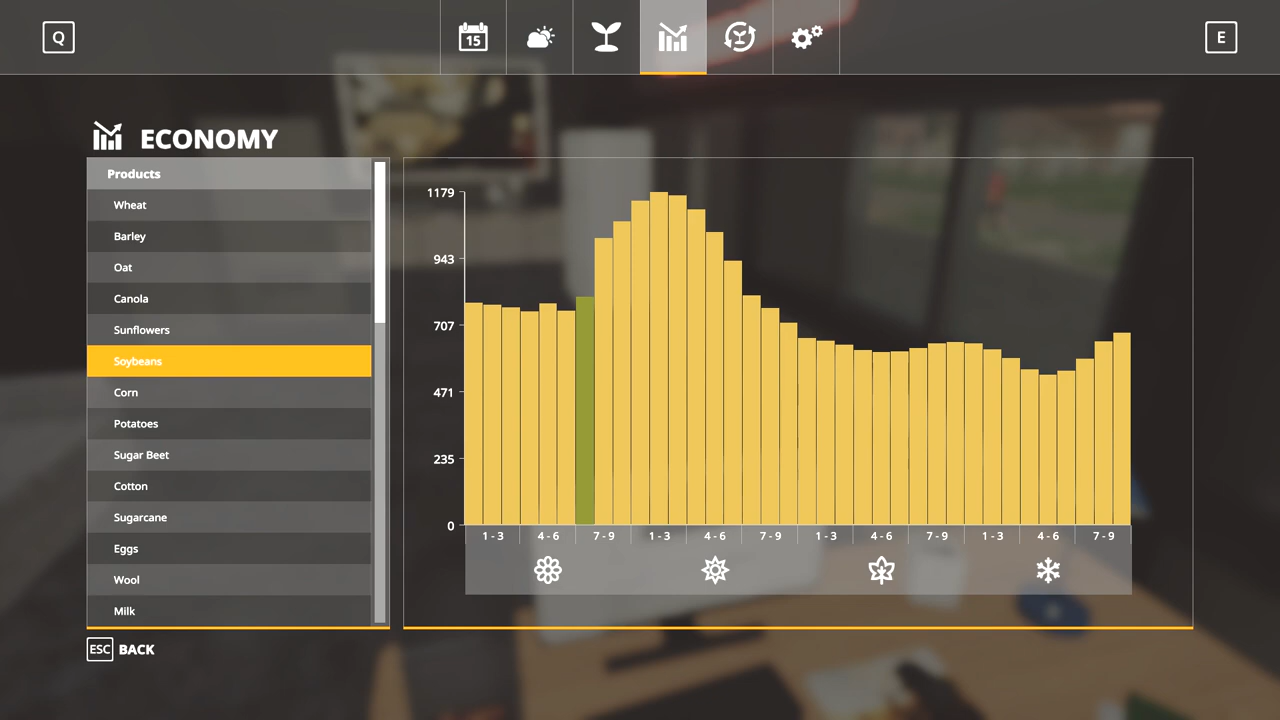 Q
15
E
ECONOMY
Products
Wheat
Barley
Oat
Canola
Sunflowers
Soybeans
Corn
Potatoes
Sugar Beet
Cotton
Sugarcane
Eggs
Wool
Milk
1179
943
707
471
235
0
1 - 3 4 - 6 7 - 9 1 - 3 4 - 6 7 - 9 1 - 3 4 - 6 7 - 9 1 - 3 4 - 6 7 - 9
ESC BACK